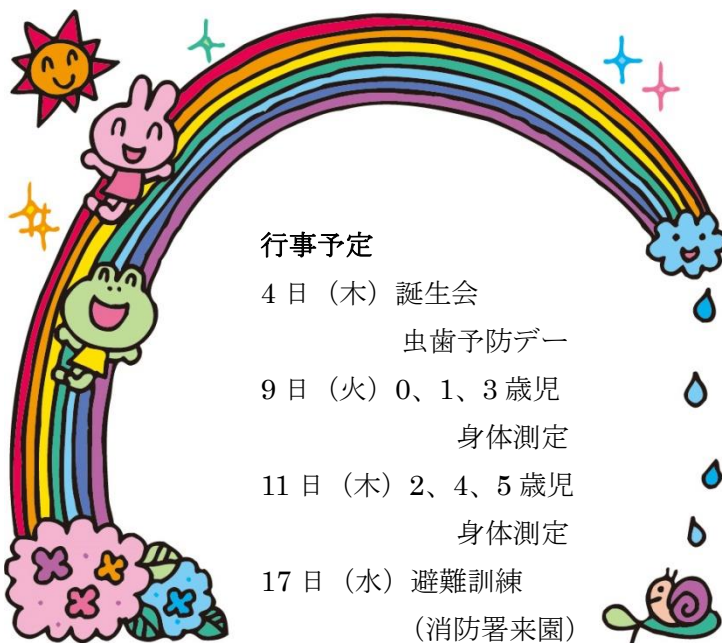 行事予定
4日（木）誕生会
虫歯予防デー
9日（火）0、1、3歳児
身体測定
11日（木）2、4、5歳児
身体測定
17日（水）避難訓練
（消防署来園）